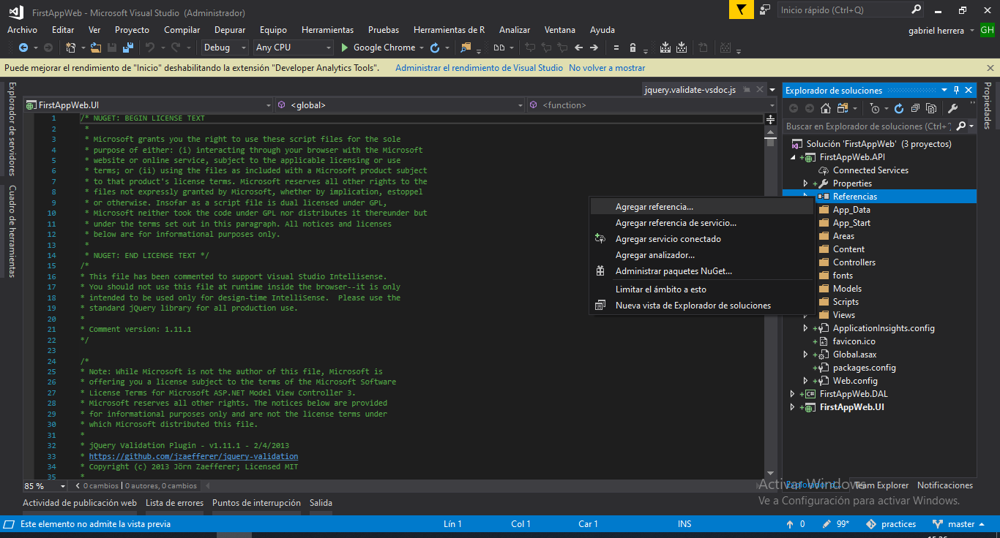 FirstAppWeb - Microsoft Visual Studio (Administrador)
Inicio rápido (Ctrl+Q)
Archivo Editar Ver Proyecto Compilar Depurar Equipo Herramientas Pruebas Herramientas de R Analizar Ventana Ayuda
gabriel herrera GH
Debug Any CPU Google Chrome
Puede mejorar el rendimiento de "Inicio" deshabilitando la extensión "Developer Analytics Tools". Administrar el rendimiento de Visual Studio No volver a mostrar
Explorador de servidores
Cuadro de herramientas
jquery.validate-vsdoc.js
FirstAppWeb.UI <global> <function>
1 /* NUGET: BEGIN LICENSE TEXT
2 *
3 * Microsoft grants you the right to use these script files for the sole
4 * purpose of either: (i) interacting through your browser with the Microsoft
5 * website or online service, subject to the applicable licensing or use
6 * terms; or (ii) using the files as included with a Microsoft product subject
7 * to that product's license terms. Microsoft reserves all other rights to the
8 * files not expressly granted by Microsoft, whether by implication, estoppel
9 * or otherwise. Insofar as a script file is dual licensed under GPL,
10 * Microsoft neither took the code under GPL nor distributes it thereunder but
11 * under the terms set out in this paragraph. All notices and licenses
12 * below are for informational purposes only.
13 *
14 * NUGET: END LICENSE TEXT */
15 /*
16 * This file has been commented to support Visual Studio Intellisense.
17 * You should not use this file at runtime inside the browser--it is only
18 * intended to be used only for design-time IntelliSense.  Please use the
19 * standard jQuery library for all production use.
20 *
21 * Comment version: 1.11.1
22 */
23
24 /*
25 * Note: While Microsoft is not the author of this file, Microsoft is
26 * offering you a license subject to the terms of the Microsoft Software
27 * License Terms for Microsoft ASP.NET Model View Controller 3.
28 * Microsoft reserves all other rights. The notices below are provided
29 * for informational purposes only and are not the license terms under
30 * which Microsoft distributed this file.
31 *
32 * jQuery Validation Plugin - v1.11.1 - 2/4/2013
33 * https://github.com/jzaefferer/jquery-validation
34 * Copyright (c) 2013 Jörn Zaefferer; Licensed MIT
35 *
85 % 0 cambios | 0 autores, 0 cambios
Agregar referencia...
Agregar referencia de servicio...
Agregar servicio conectado
Agregar analizador...
Administrar paquetes NuGet...
Limitar el ámbito a esto
Nueva vista de Explorador de soluciones
Explorador de soluciones
Buscar en Explorador de soluciones (Ctrl+
Solución 'FirstAppWeb' (3 proyectos)
FirstAppWeb.API
Connected Services
Properties
Referencias
App_Data
App_Start
Areas
Content
Controllers
fonts
Models
Scripts
Views
ApplicationInsights.config
favicon.ico
Global.asax
packages.config
Web.config
FirstAppWeb.DAL
FirstAppWeb.UI
Propiedades
Team Explorer Notificaciones
Activar Windows
Ve a Configuración para activar Windows.
Actividad de publicación web Lista de errores Puntos de interrupción Salida
Este elemento no admite la vista previa Lín 1 Col 1 Car 1 INS 0 99* practices master